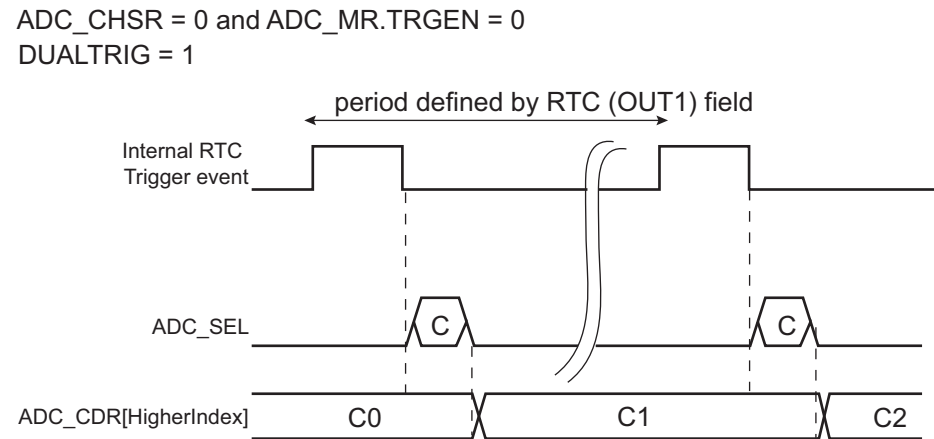 ADC_CHSR = 0 and ADC_MR.TRGEN = 0
DUALTRIG = 1
period defined by RTC (OUT1) field
Internal RTC
Trigger event
ADC_SEL
C
C
ADC_CDR[HigherIndex]
C0
C1
C2